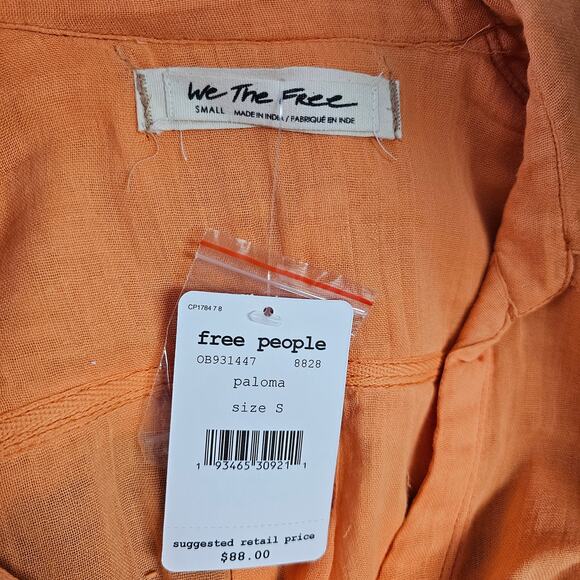 We The Free
SMALL MADE IN INDIA / FABRIQUÉ EN INDE
CP1784 7 8
free people
OB931447 8828
paloma
size S
1 93465 30921 1
suggested retail price
$88.00